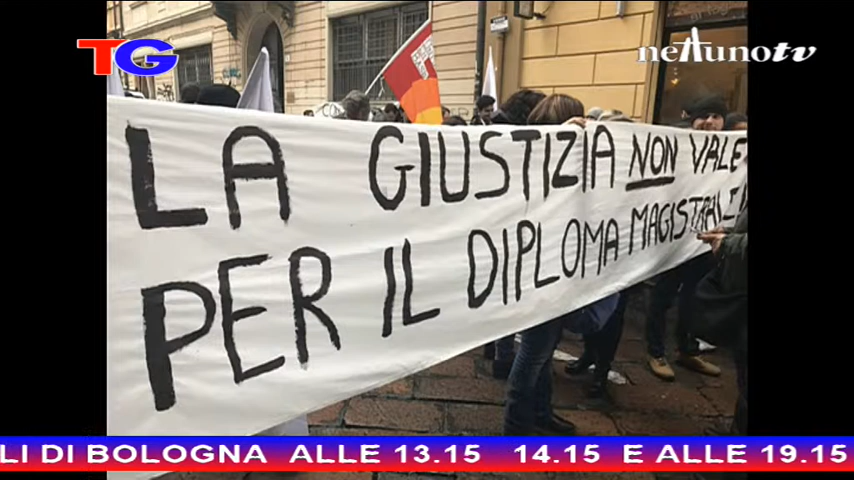 TG
nettunotv
LA GIUSTIZIA NON VALE
PER IL DIPLOMA MAGISTRALE
LI DI BOLOGNA ALLE 13.15 14.15 E ALLE 19.15